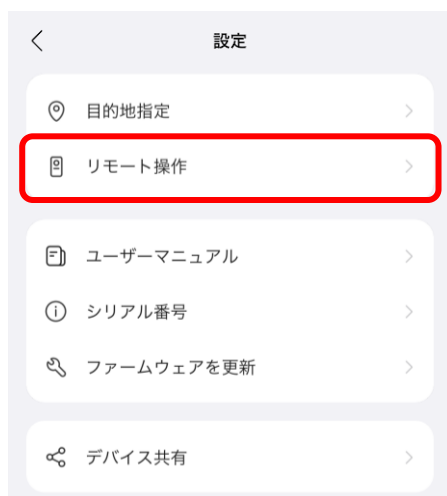 設定
目的地指定
リモート操作
ユーザーマニュアル
シリアル番号
ファームウェアを更新
デバイス共有